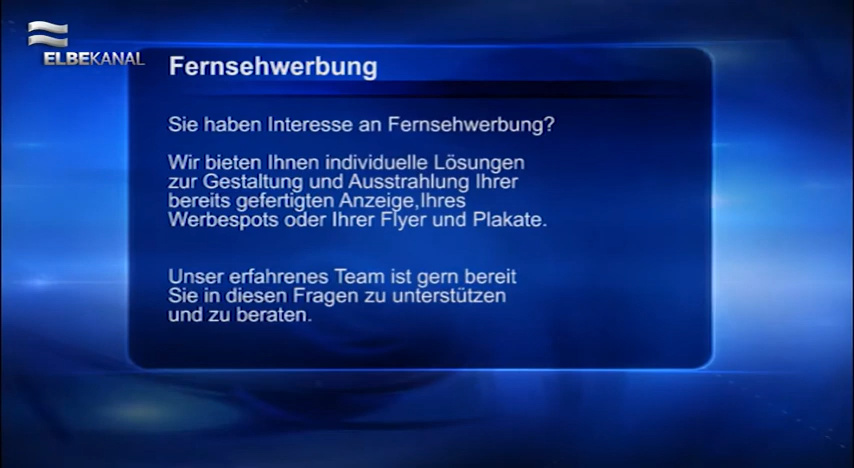 ELBEKANAL
Fernsehwerbung
Sie haben Interesse an Fernsehwerbung?
Wir bieten Ihnen individuelle Lösungen
zur Gestaltung und Ausstrahlung Ihrer
bereits gefertigten Anzeige,Ihres
Werbespots oder Ihrer Flyer und Plakate.
Unser erfahrenes Team ist gern bereit
Sie in diesen Fragen zu unterstützen
und zu beraten.